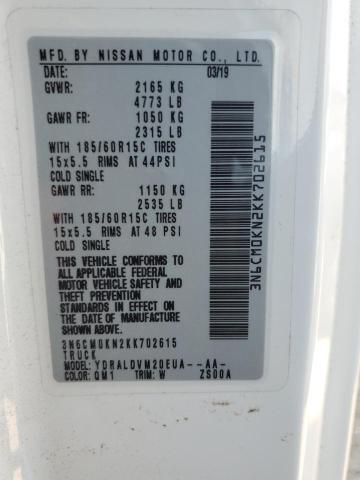 MFD. BY NISSAN MOTOR CO., LTD.
DATE: 03/19
GVWR: 2165 KG
4773 LB
GAWR FR: 1050 KG
2315 LB
WITH 185/60R15C TIRES
15x5.5 RIMS AT 44PSI
COLD SINGLE
GAWR RR: 1150 KG
2535 LB
WITH 185/60R15C TIRES
15x5.5 RIMS AT 48 PSI
COLD SINGLE
THIS VEHICLE CONFORMS TO
ALL APPLICABLE FEDERAL
MOTOR VEHICLE SAFETY
STANDARDS IN EFFECT ON
THE DATE OF MANUFACTURE
SHOWN ABOVE.
3N6CM0KN2KK702615
TRUCK
MODEL: YDRALDVM20EUA--AA-
COLOR: QM1 TRIM: W ZS00A
3N6CM0KN2KK702615